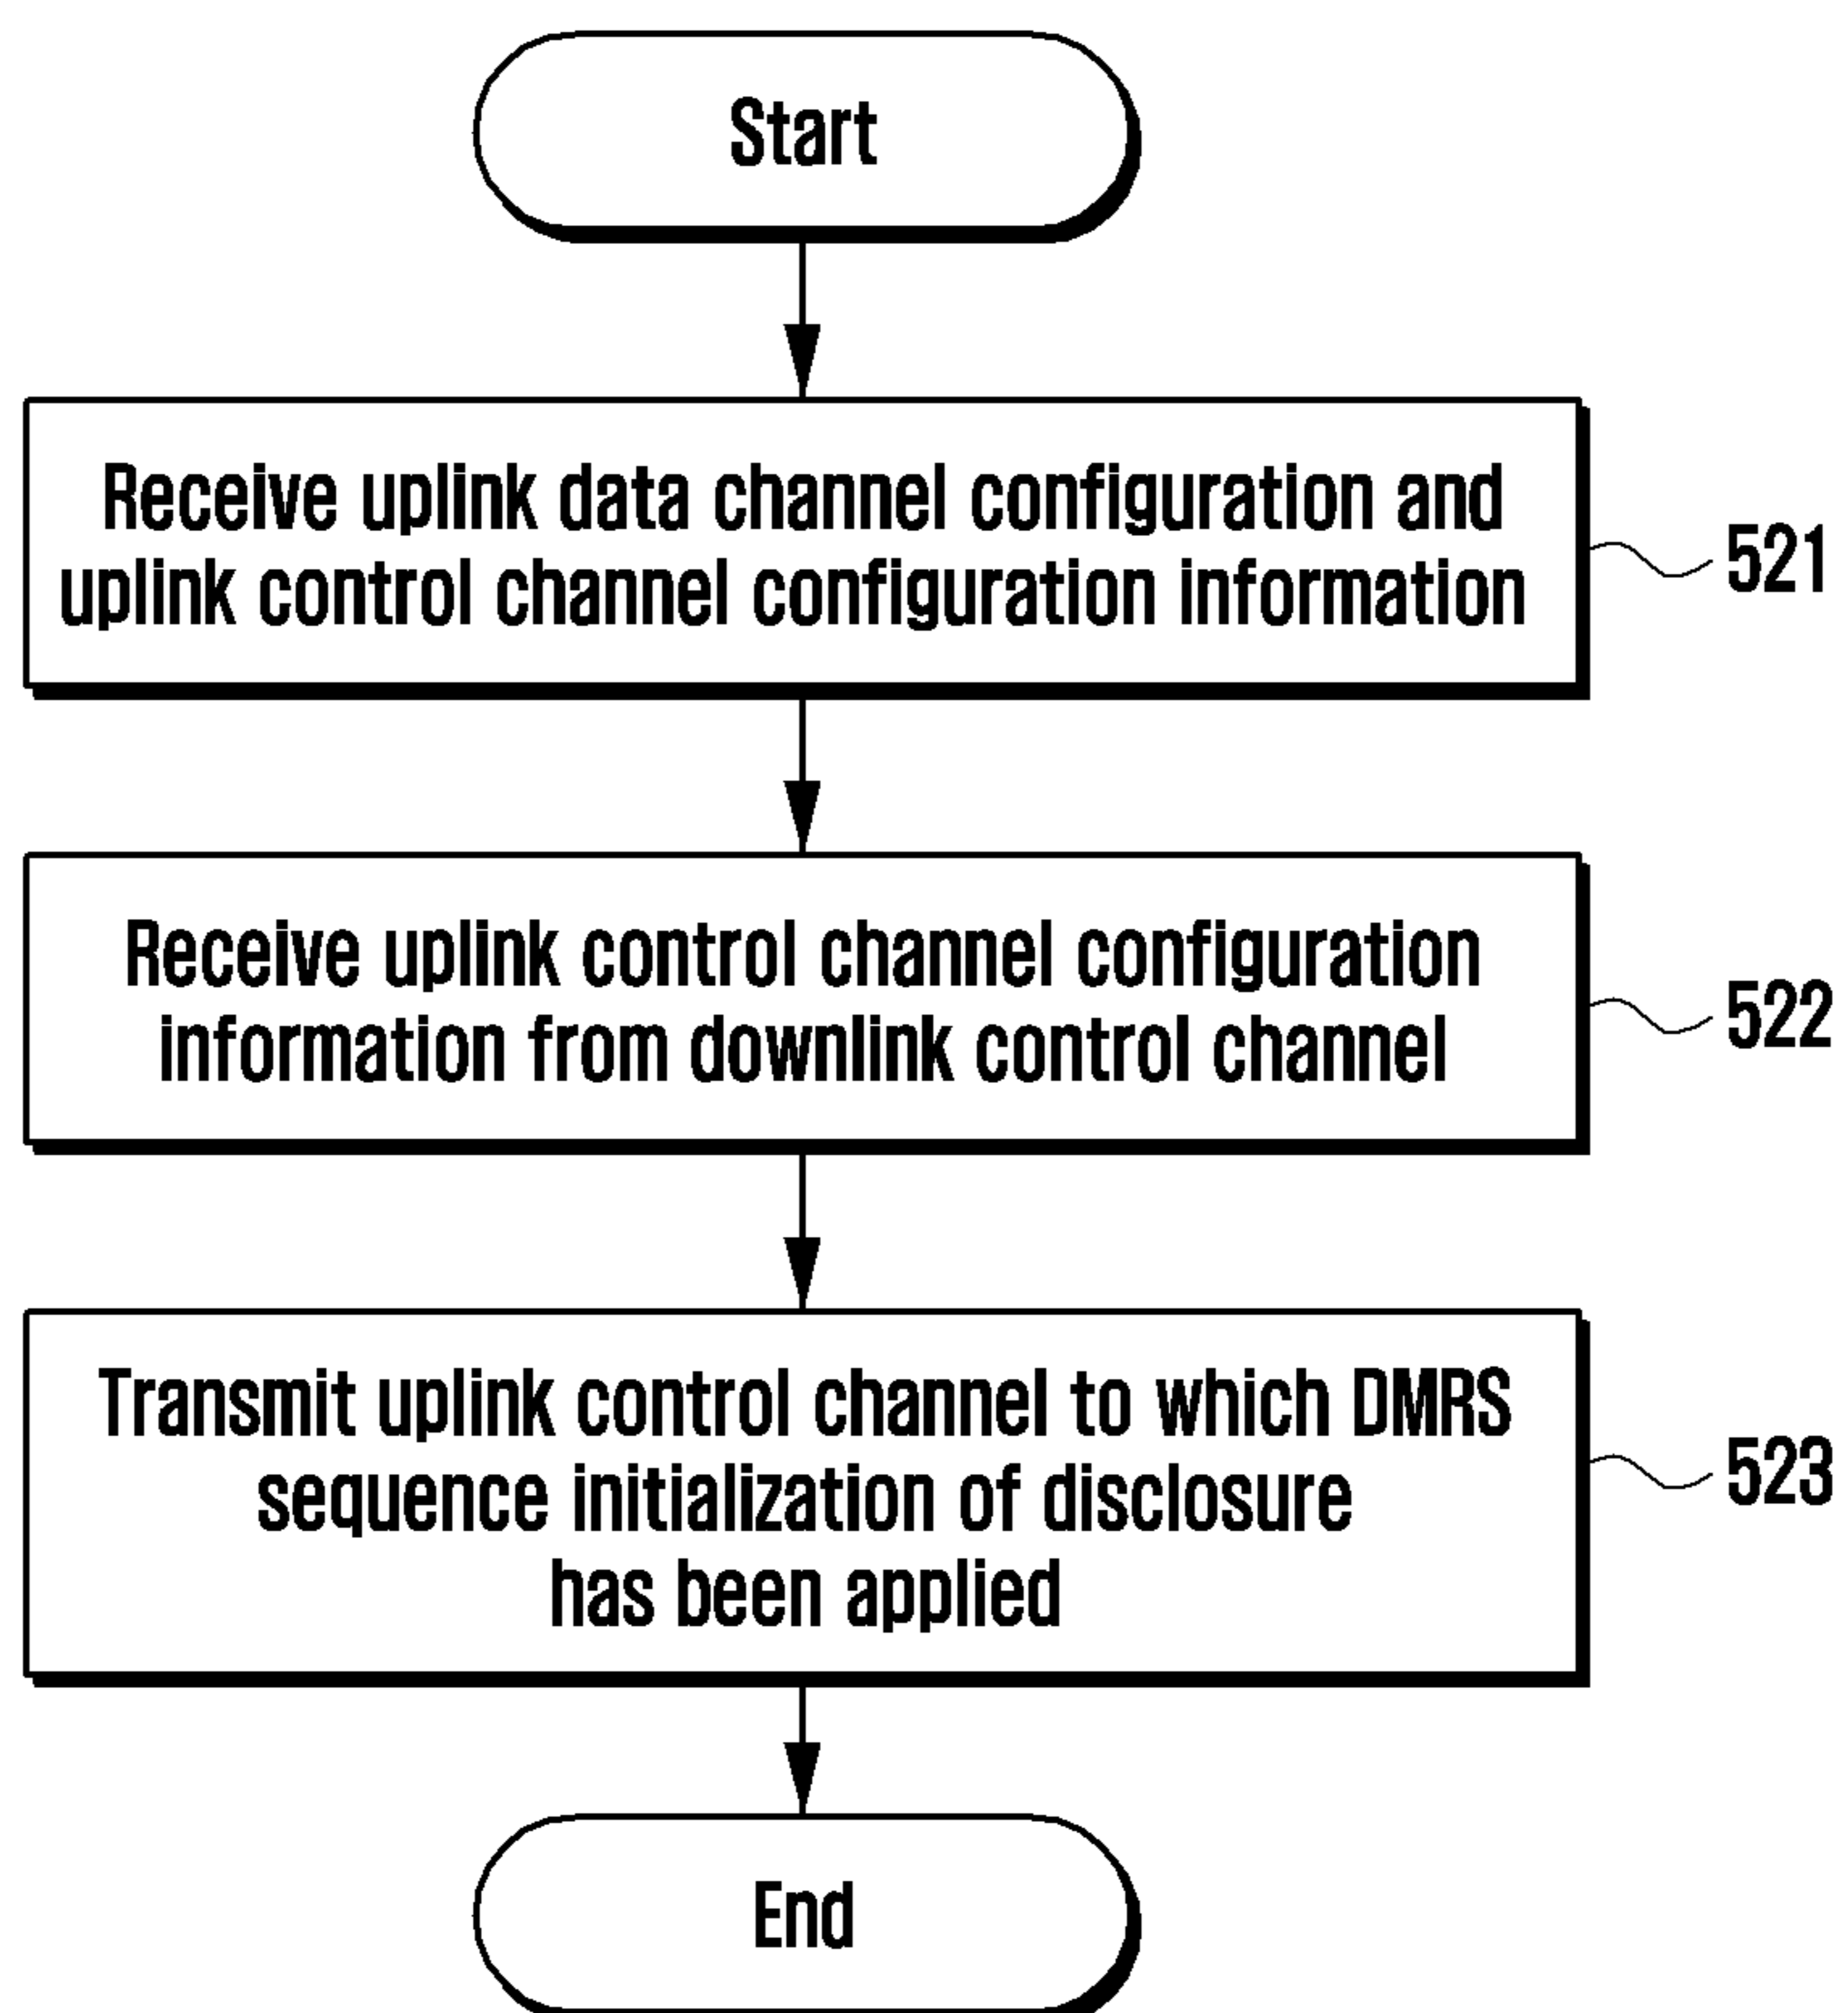 Start
Receive uplink data channel configuration and
uplink control channel configuration information
521
Receive uplink control channel configuration
information from downlink control channel
522
Transmit uplink control channel to which DMRS
sequence initialization of disclosure
has been applied
523
End